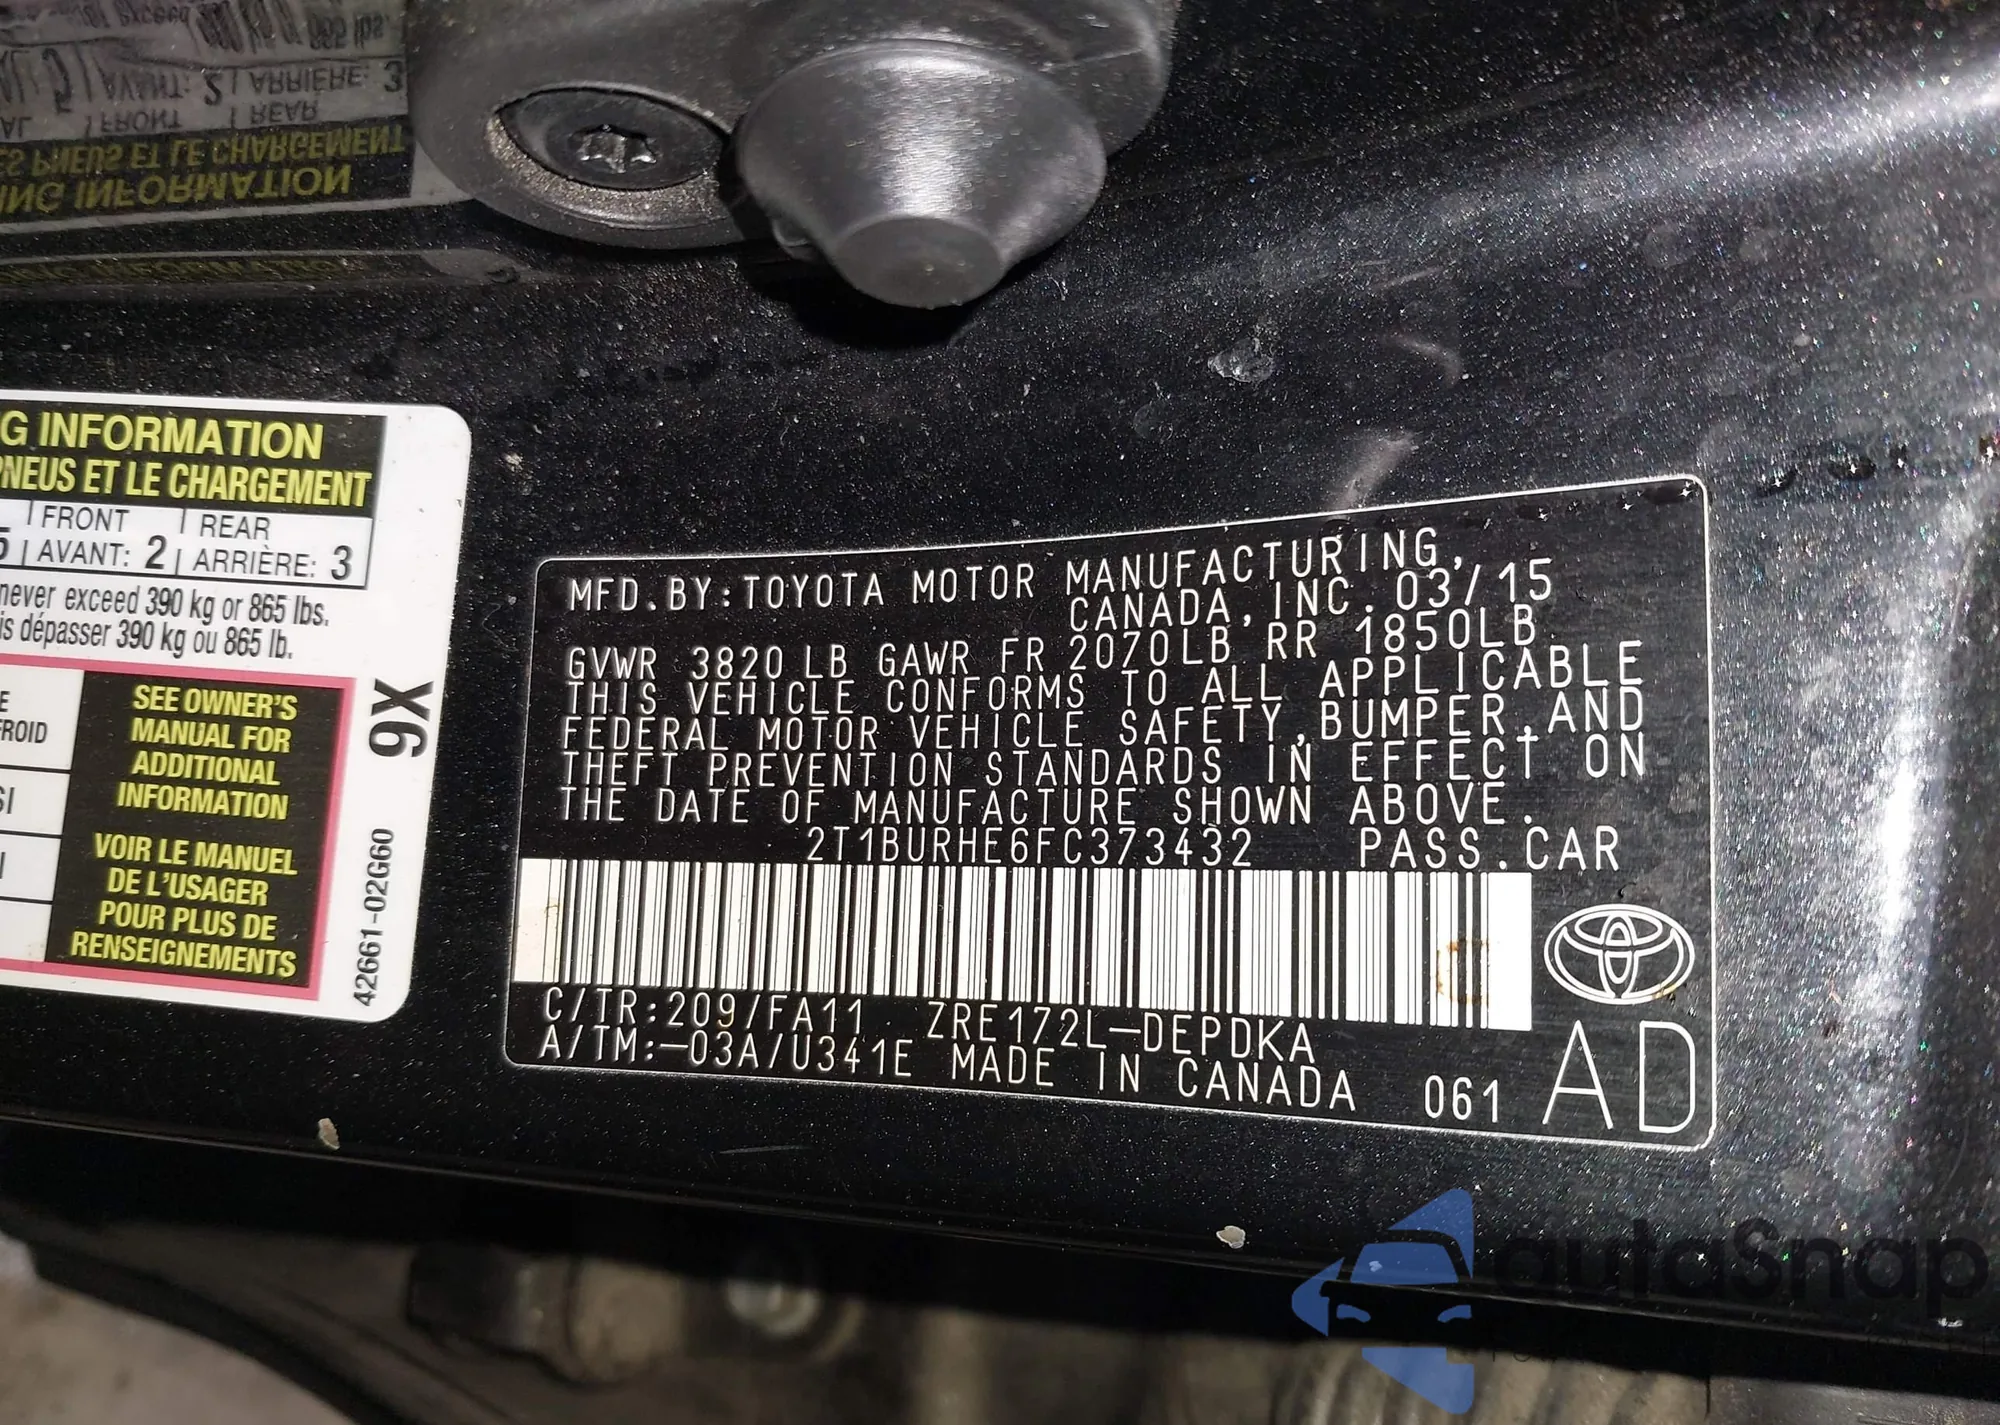 G INFORMATION
PNEUS ET LE CHARGEMENT
FRONT REAR
5 AVANT: 2 ARRIÈRE: 3
never exceed 390 kg or 865 lbs.
is dépasser 390 kg ou 865 lb.
SEE OWNER'S
MANUAL FOR
ADDITIONAL
INFORMATION
VOIR LE MANUEL
DE L'USAGER
POUR PLUS DE
RENSEIGNEMENTS
9X
42661-02G60
MFD.BY:TOYOTA MOTOR MANUFACTURING,
CANADA,INC. 03/15
GVWR 3820 LB GAWR FR 2070LB RR 1850LB
THIS VEHICLE CONFORMS TO ALL APPLICABLE
FEDERAL MOTOR VEHICLE SAFETY,BUMPER,AND
THEFT PREVENTION STANDARDS IN EFFECT ON
THE DATE OF MANUFACTURE SHOWN ABOVE.
2T1BURHE6FC373432 PASS.CAR
C/TR:209/FA11 ZRE172L-DEPDKA
A/TM:-03A/U341E MADE IN CANADA 061 AD
autaSnap